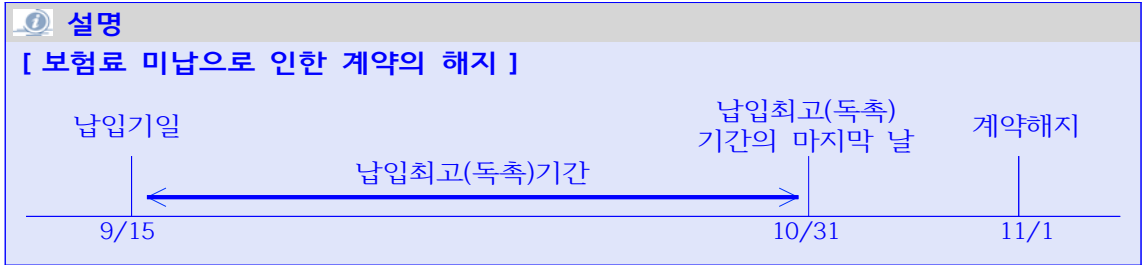 설명
[ 보험료 미납으로 인한 계약의 해지 ]
납입기일
납입최고(독촉)
기간의 마지막 날
계약해지
납입최고(독촉)기간
9/15
10/31
11/1